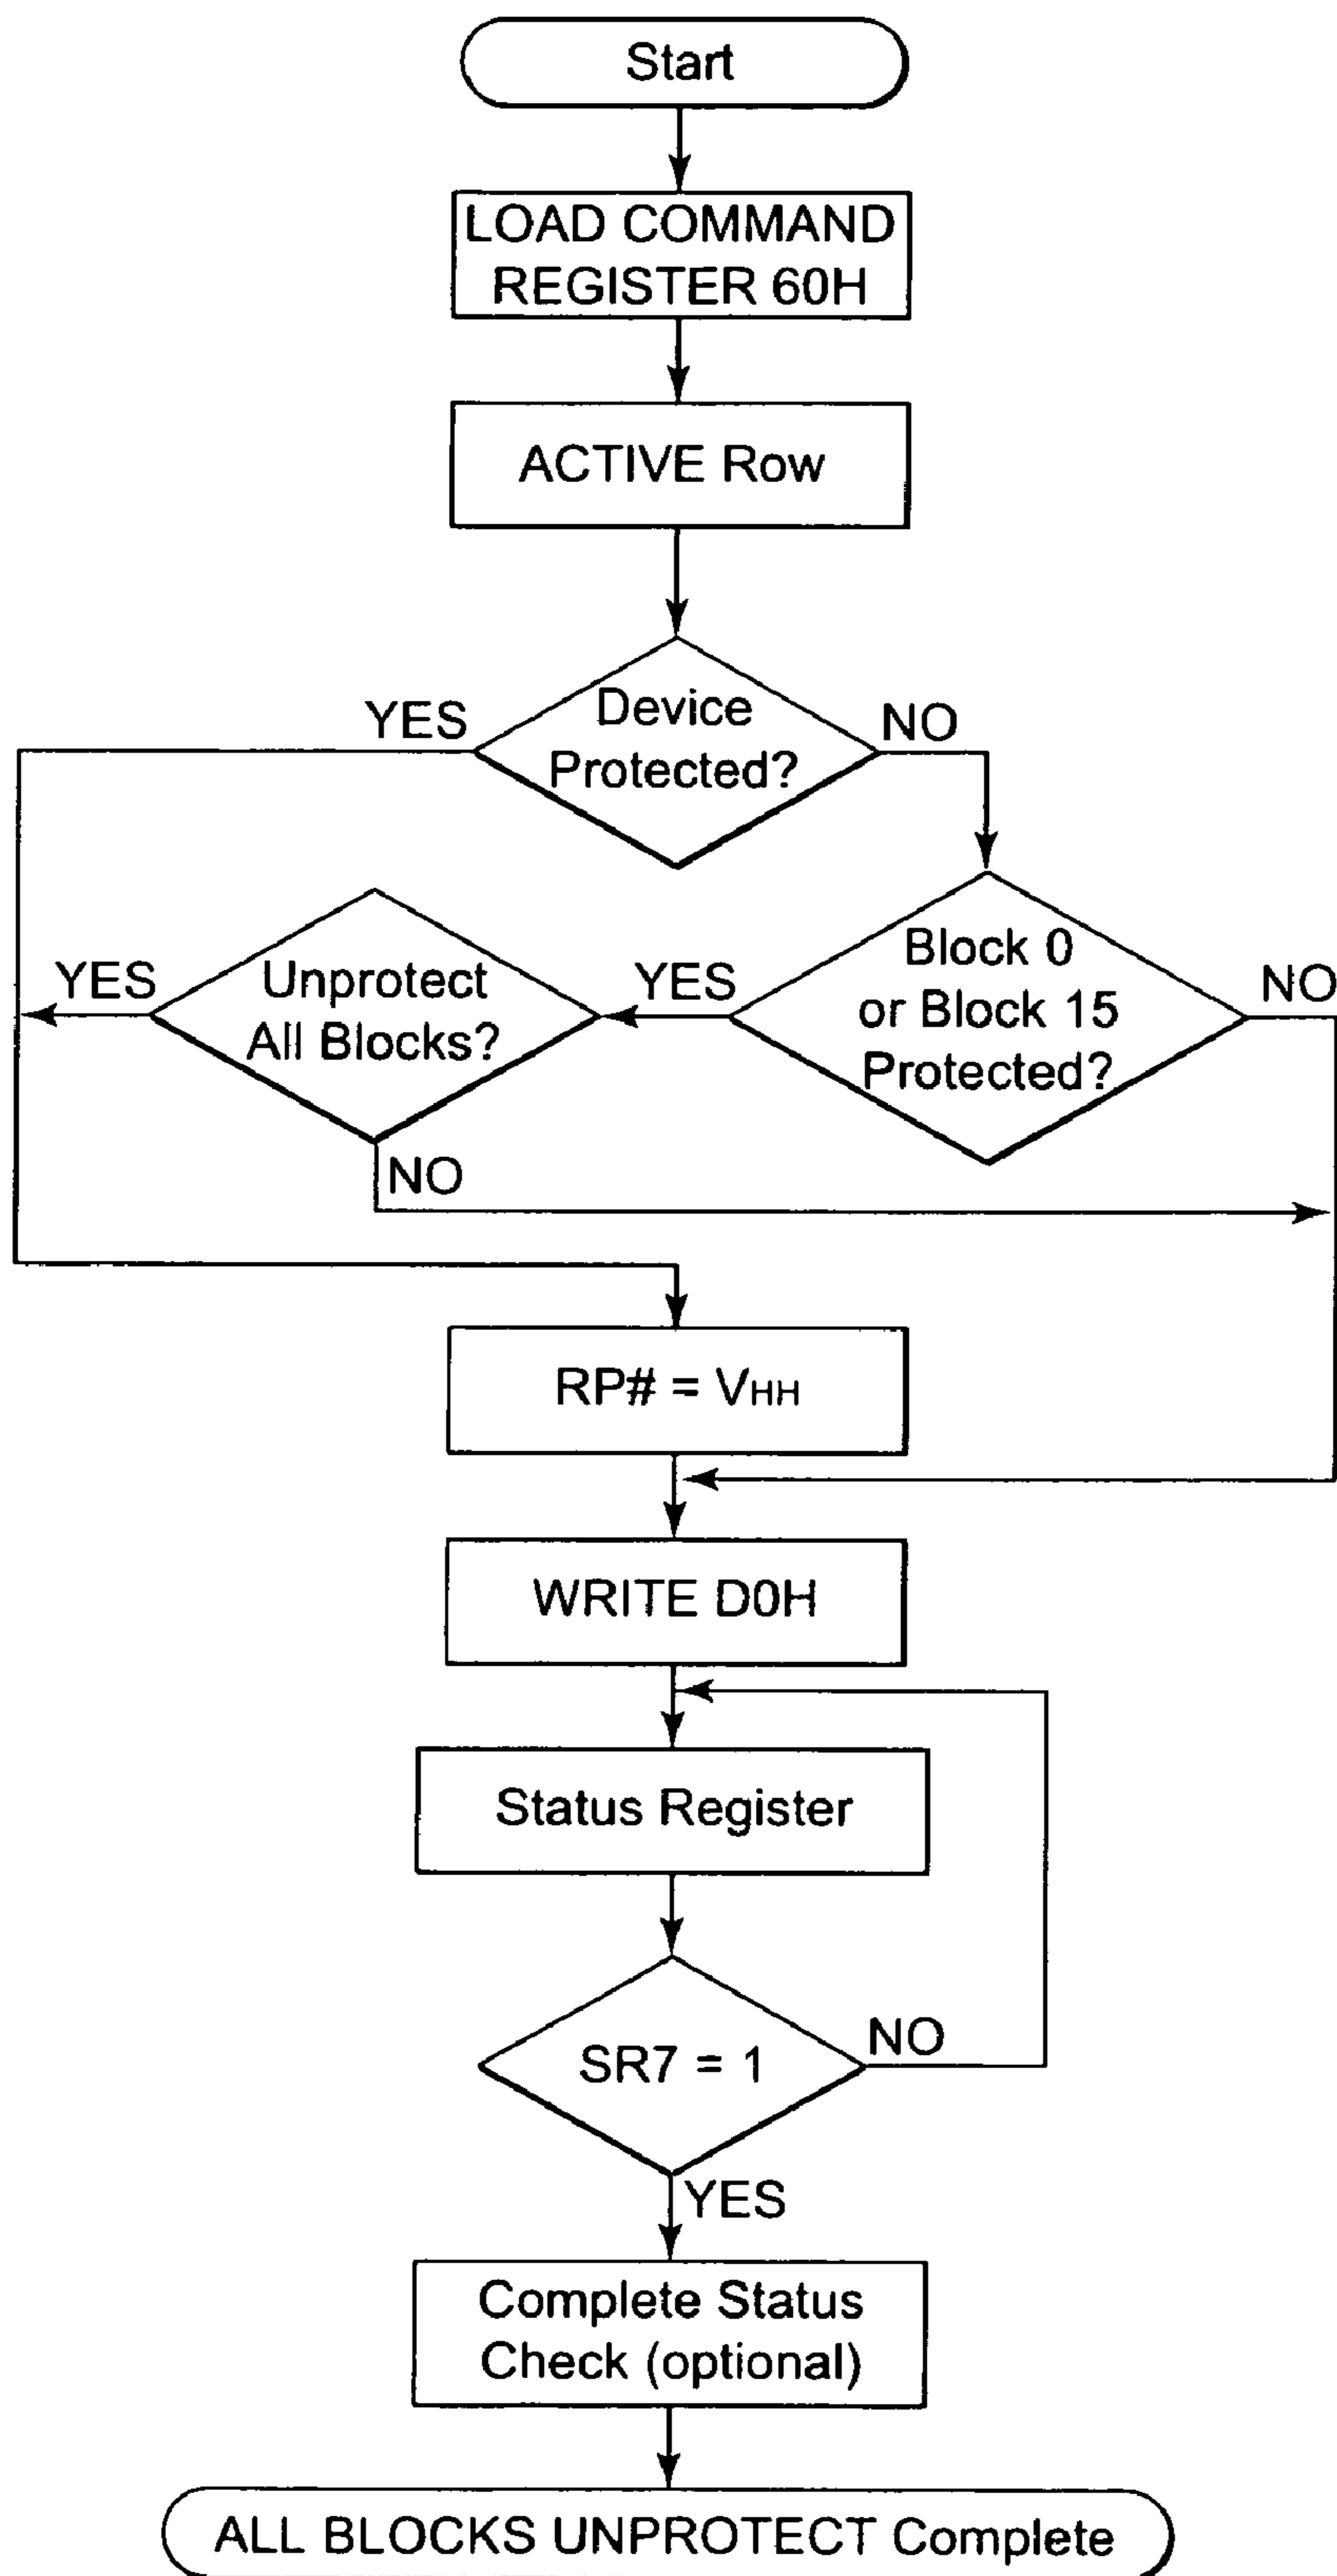 Start
LOAD COMMAND
REGISTER 60H
ACTIVE Row
Device
Protected?
YES
NO
Block 0
or Block 15
Protected?
YES
NO
Unprotect
All Blocks?
YES
NO
RP# = VHH
WRITE D0H
Status Register
SR7 = 1
NO
YES
Complete Status
Check (optional)
ALL BLOCKS UNPROTECT Complete